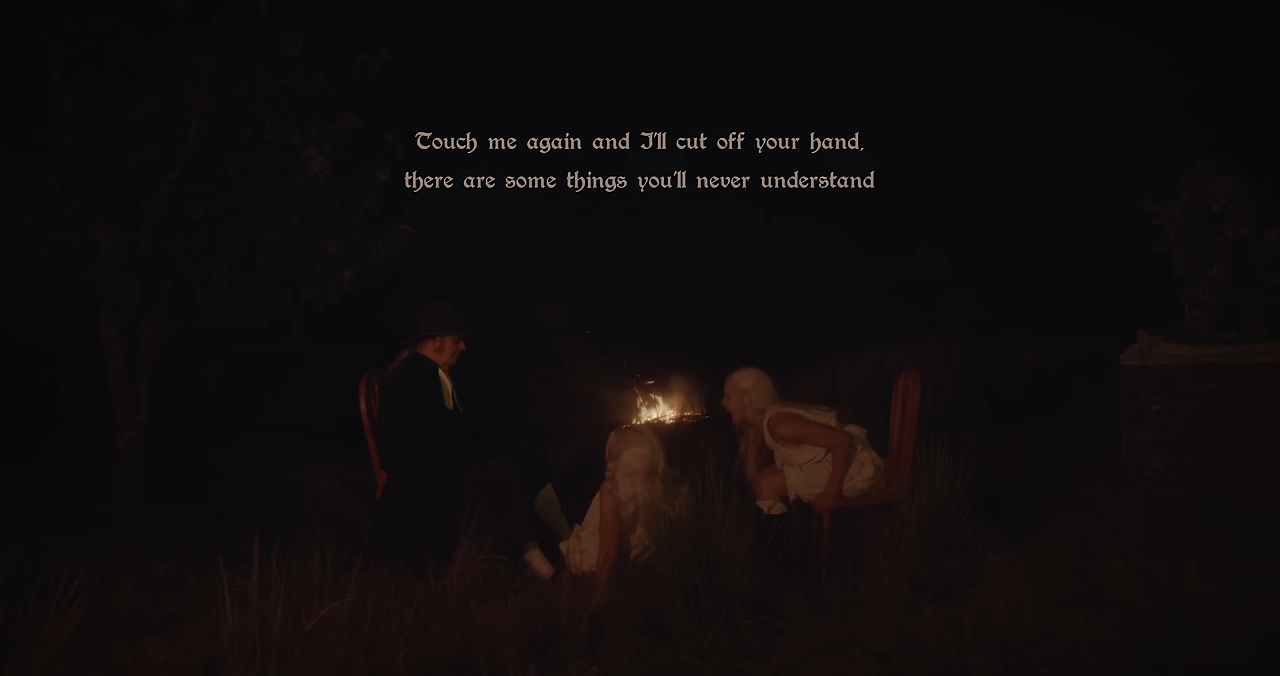 Touch me again and I'll cut off your hand,
there are some things you'll never understand